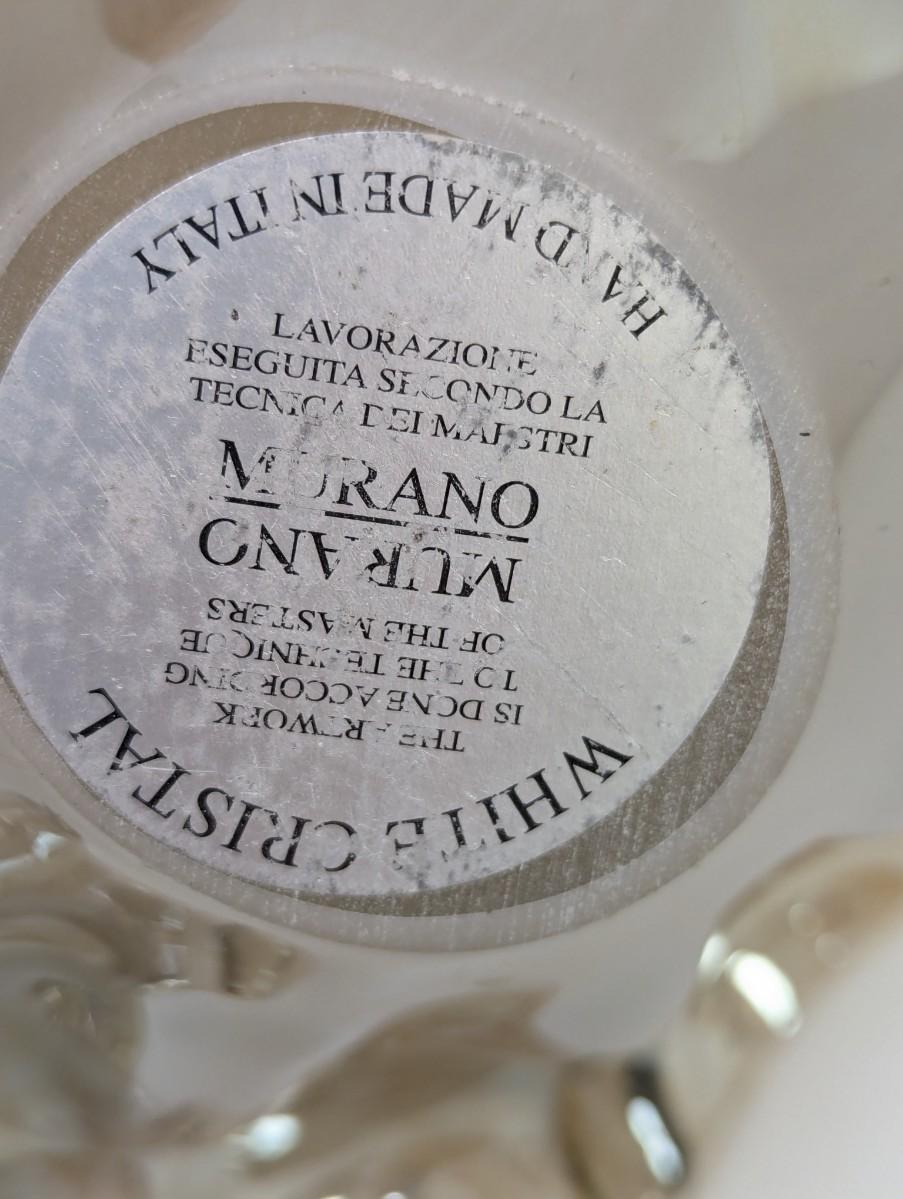 HAND MADE IN ITALY
LAVORAZIONE
ESEGUITA SECONDO LA
TECNICA DEI MAESTRI
MURANO
WHITE CRISTAL
THE ARTWORK
IS DONE ACCORDING
TO THE TECHNIQUE
OF THE MASTERS
MURANO